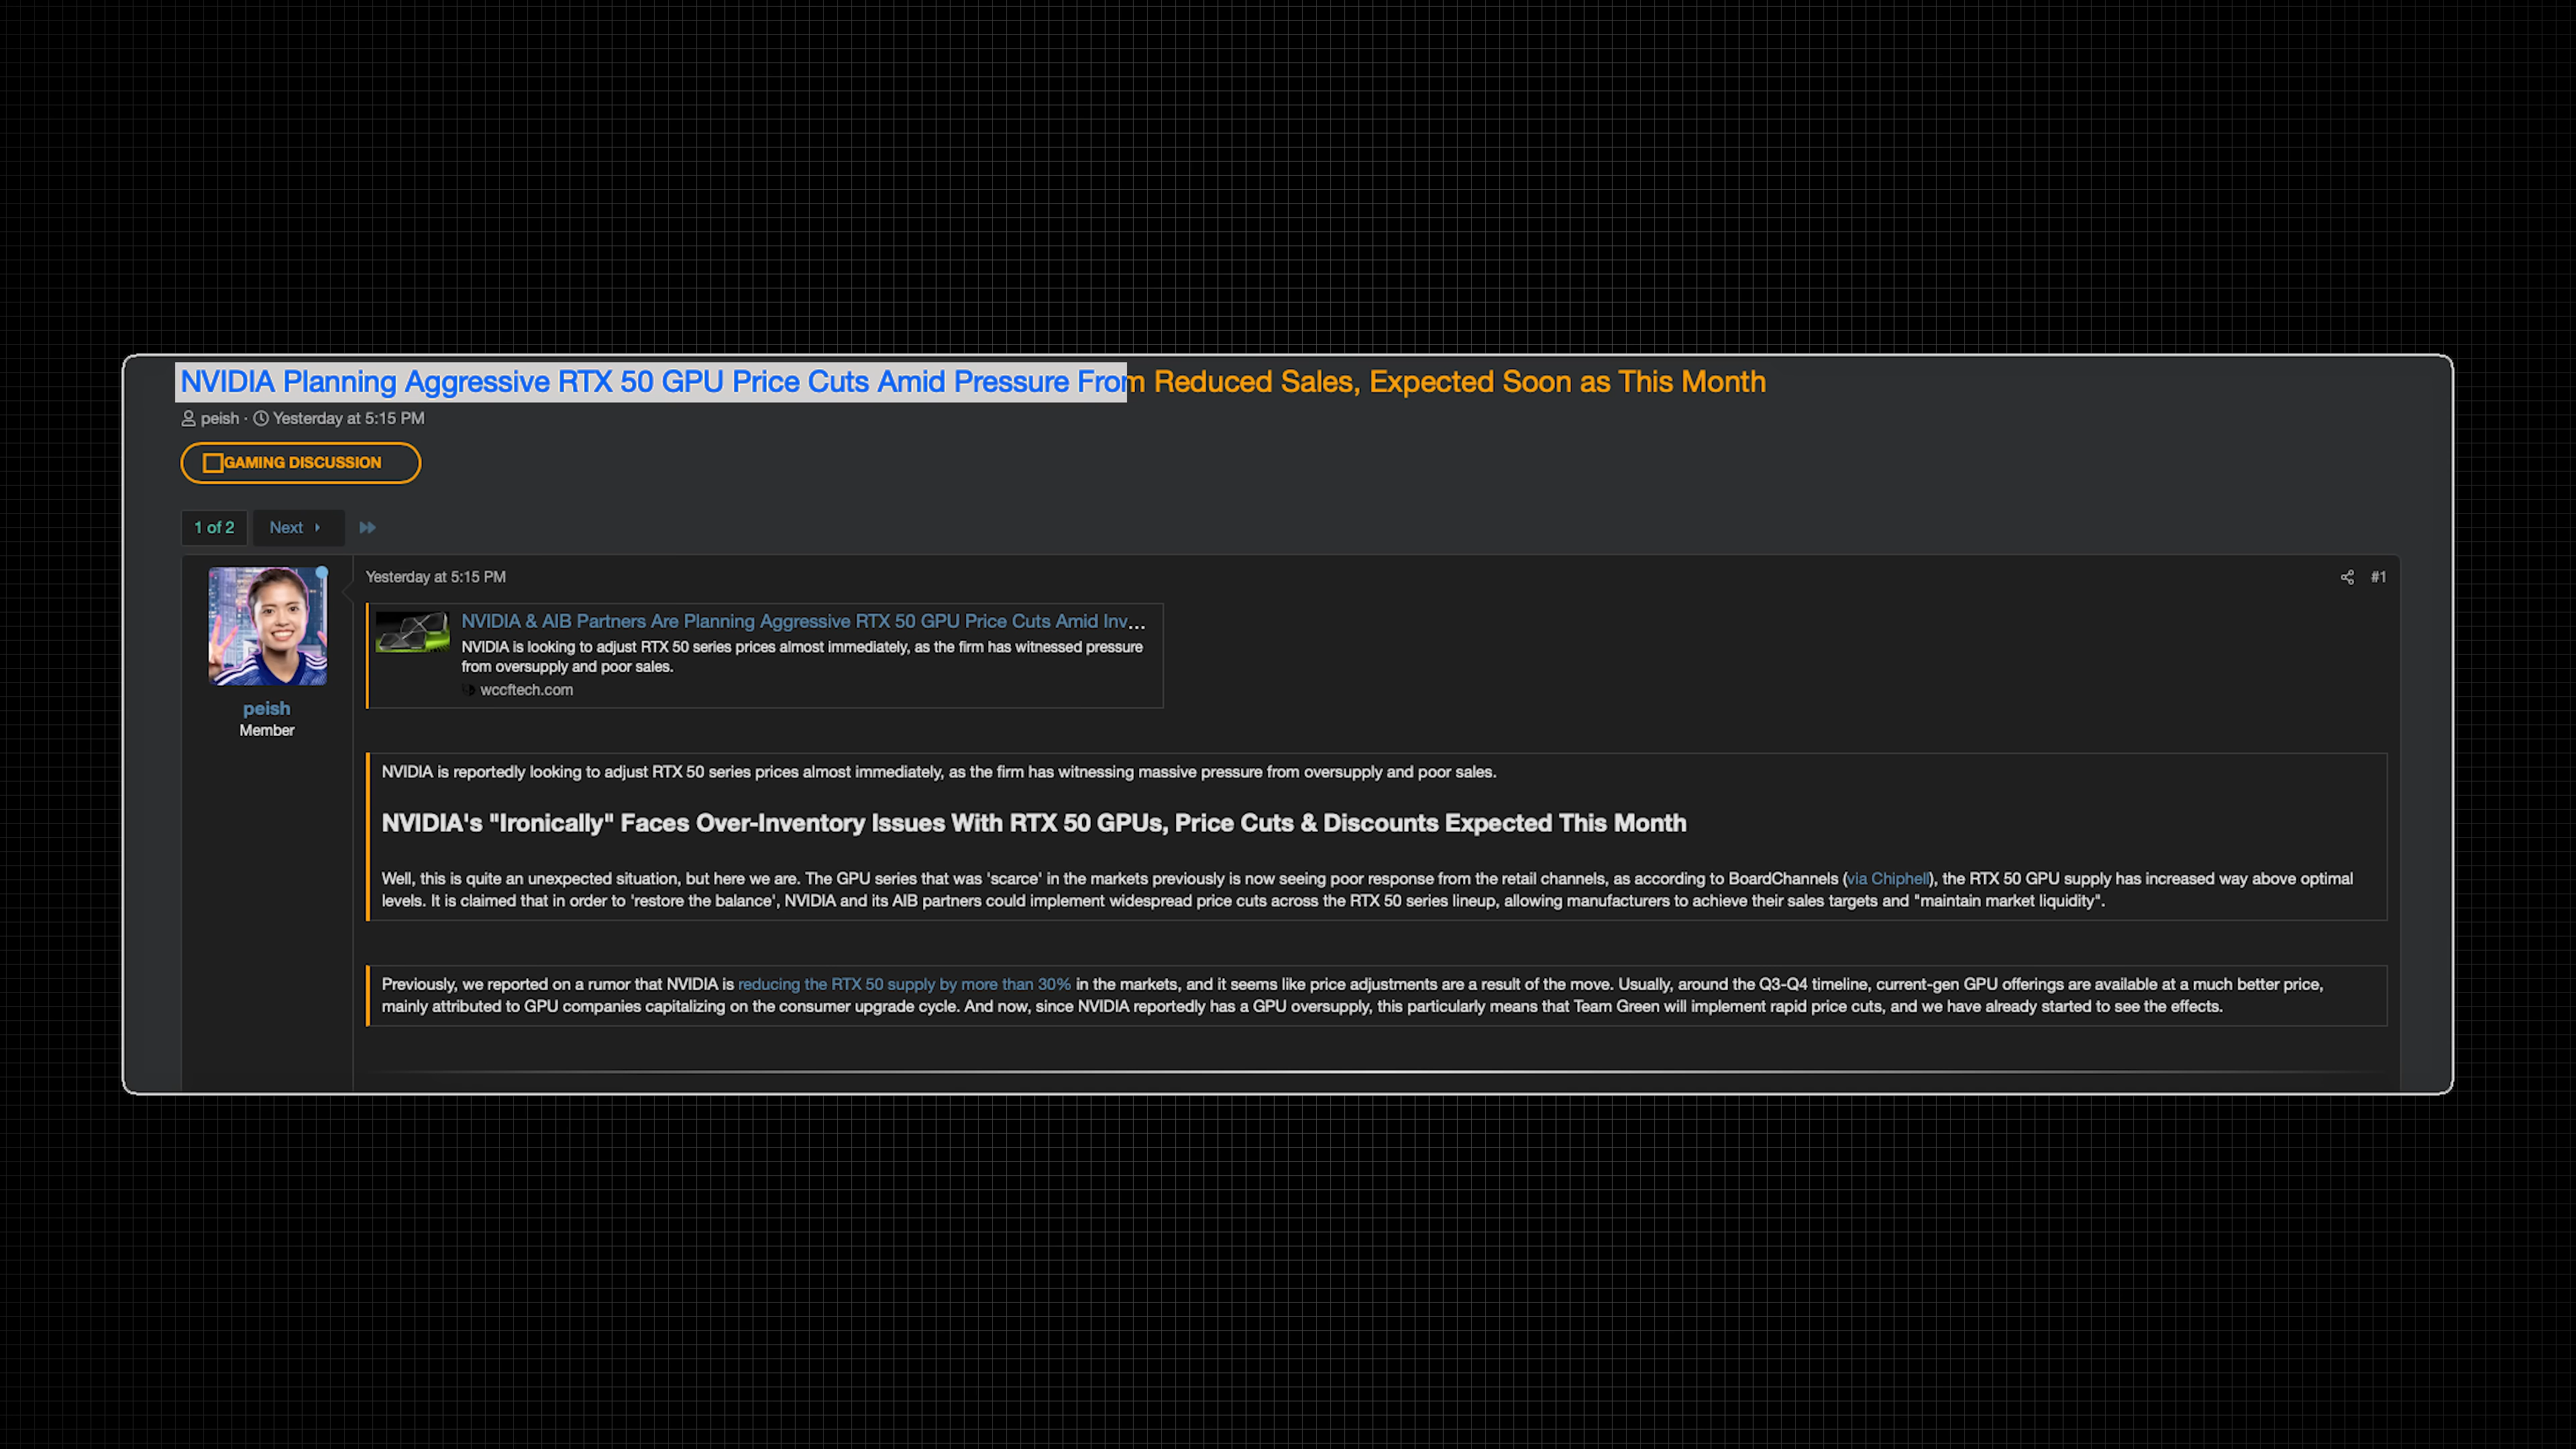 NVIDIA Planning Aggressive RTX 50 GPU Price Cuts Amid Pressure From Reduced Sales, Expected Soon as This Month
peish · Yesterday at 5:15 PM
GAMING DISCUSSION
1 of 2 Next
Yesterday at 5:15 PM #1
NVIDIA & AIB Partners Are Planning Aggressive RTX 50 GPU Price Cuts Amid Inv...
NVIDIA is looking to adjust RTX 50 series prices almost immediately, as the firm has witnessed pressure
from oversupply and poor sales.
wccftech.com
peish
Member
NVIDIA is reportedly looking to adjust RTX 50 series prices almost immediately, as the firm has witnessing massive pressure from oversupply and poor sales.
NVIDIA's "Ironically" Faces Over-Inventory Issues With RTX 50 GPUs, Price Cuts & Discounts Expected This Month
Well, this is quite an unexpected situation, but here we are. The GPU series that was 'scarce' in the markets previously is now seeing poor response from the retail channels, as according to BoardChannels (via Chiphell), the RTX 50 GPU supply has increased way above optimal
levels. It is claimed that in order to 'restore the balance', NVIDIA and its AIB partners could implement widespread price cuts across the RTX 50 series lineup, allowing manufacturers to achieve their sales targets and "maintain market liquidity".
Previously, we reported on a rumor that NVIDIA is reducing the RTX 50 supply by more than 30% in the markets, and it seems like price adjustments are a result of the move. Usually, around the Q3-Q4 timeline, current-gen GPU offerings are available at a much better price,
mainly attributed to GPU companies capitalizing on the consumer upgrade cycle. And now, since NVIDIA reportedly has a GPU oversupply, this particularly means that Team Green will implement rapid price cuts, and we have already started to see the effects.